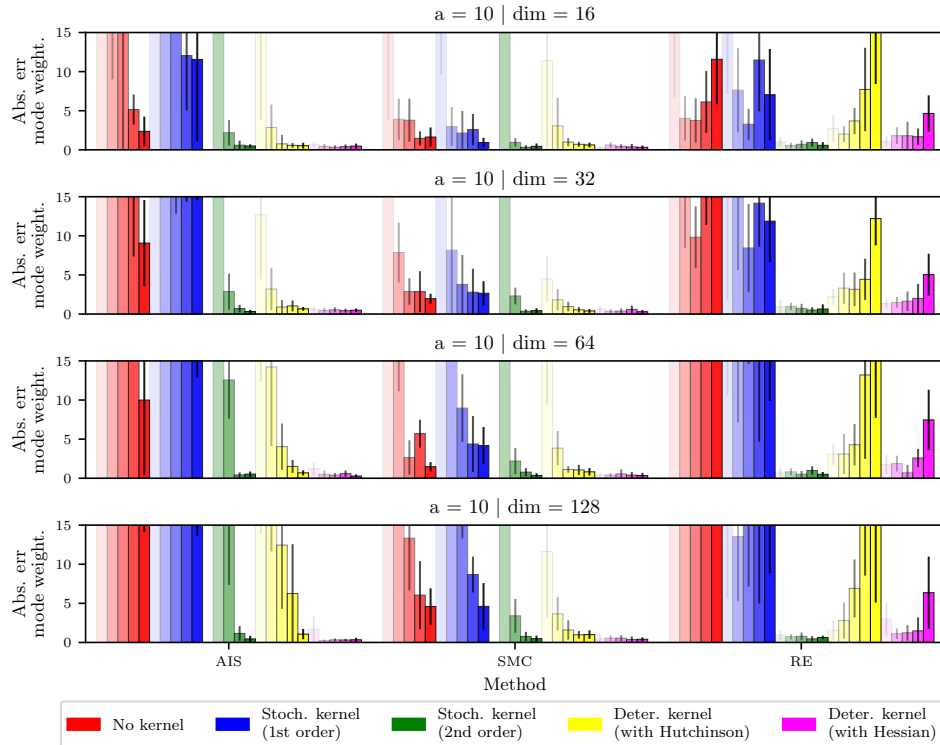 a = 10 | dim = 16
Abs. err
mode weight.
15
10
5
0
a = 10 | dim = 32
Abs. err
mode weight.
15
10
5
0
a = 10 | dim = 64
Abs. err
mode weight.
15
10
5
0
a = 10 | dim = 128
Abs. err
mode weight.
15
10
5
0
AIS SMC RE
Method
No kernel
Stoch. kernel
(1st order)
Stoch. kernel
(2nd order)
Deter. kernel
(with Hutchinson)
Deter. kernel
(with Hessian)